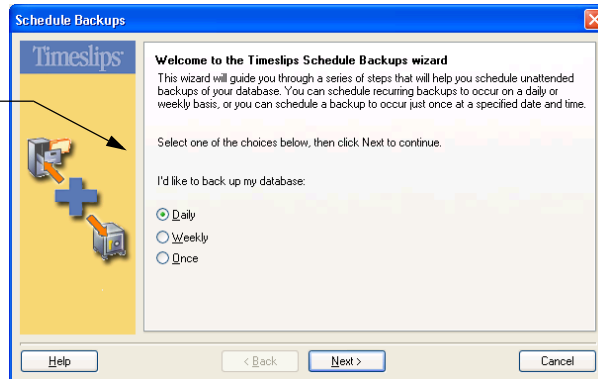 Schedule Backups
Timeslips
Welcome to the Timeslips Schedule Backups wizard
This wizard will guide you through a series of steps that will help you schedule unattended
backups of your database. You can schedule recurring backups to occur on a daily or
weekly basis, or you can schedule a backup to occur just once at a specified date and time.
Select one of the choices below, then click Next to continue.
I'd like to back up my database:
Daily
Weekly
Once
Help
< Back
Next >
Cancel